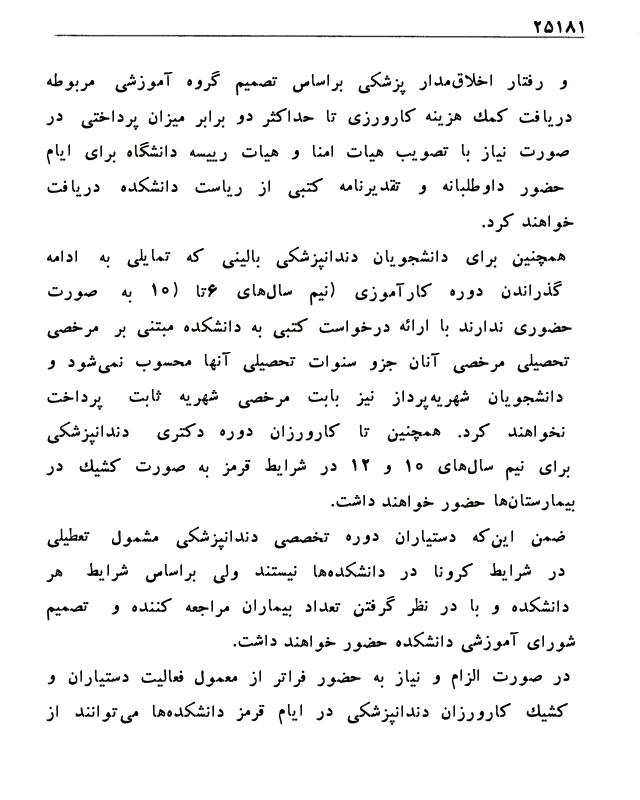 ۲۵۱۸۱
و رفتار اخلاق‌مدار پزشکی براساس تصمیم گروه آموزشی مربوطه
دریافت کمك هزینه کارورزی تا حداکثر دو برابر میزان پرداختی در
صورت نیاز با تصویب هیات امنا و هیات رییسه دانشگاه برای ایام
حضور داوطلبانه و تقدیرنامه کتبی از ریاست دانشکده دریافت
خواهند کرد.
همچنین برای دانشجویان دندانپزشکی بالینی که تمایلی به ادامه
گذراندن دوره کارآموزی (نیم سال‌های ۶تا (۱۰ به صورت
حضوری ندارند با ارائه درخواست کتبی به دانشکده مبتنی بر مرخصی
تحصیلی مرخصی آنان جزو سنوات تحصیلی آنها محسوب نمی‌شود و
دانشجویان شهریه‌پرداز نیز بابت مرخصی شهریه ثابت پرداخت
نخواهند کرد. همچنین تا کارورزان دوره دکتری دندانپزشکی
برای نیم سال‌های ۱۰ و ۱۲ در شرایط قرمز به صورت کشیك در
بیمارستان‌ها حضور خواهند داشت.
ضمن این‌که دستیاران دوره تخصصی دندانپزشکی مشمول تعطیلی
در شرایط کرونا در دانشکده‌ها نیستند ولی براساس شرایط هر
دانشکده و با در نظر گرفتن تعداد بیماران مراجعه کننده و تصمیم
شورای آموزشی دانشکده حضور خواهند داشت.
در صورت الزام و نیاز به حضور فراتر از معمول فعالیت دستیاران و
کشیك کارورزان دندانپزشکی در ایام قرمز دانشکده‌ها می‌توانند از